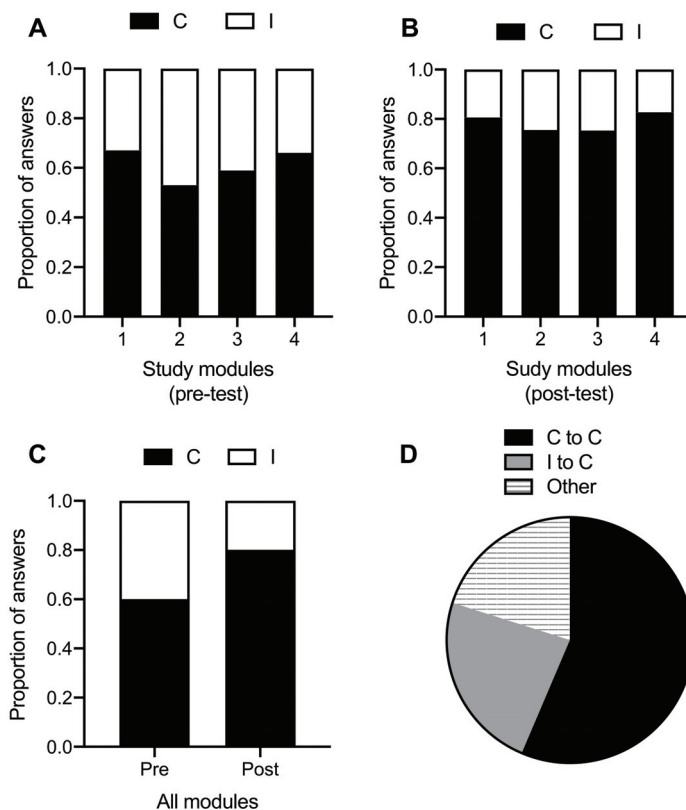 A
C I
Proportion of answers
1.0
0.8
0.6
0.4
0.2
0.0
1 2 3 4
Study modules
(pre-test)
B
C I
Proportion of answers
1.0
0.8
0.6
0.4
0.2
0.0
1 2 3 4
Sudy modules
(post-test)
C
C I
Proportion of answers
1.0
0.8
0.6
0.4
0.2
0.0
Pre Post
All modules
D
C to C
I to C
Other